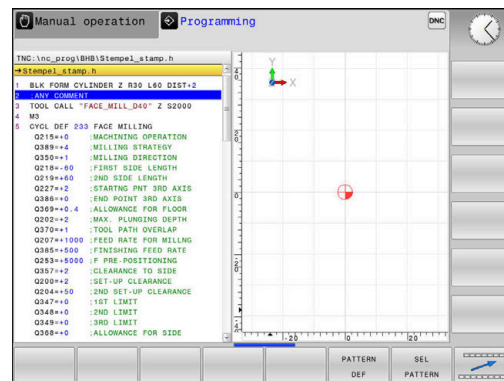 Manual operation
Programming
DNC
TNC:\nc_prog\BHB\Stempel_stamp.h
→Stempel_stamp.h
1 BLK FORM CYLINDER Z R30 L60 DIST+2
2 ;ANY COMMENT
3 TOOL CALL "FACE_MILL_D40" Z S2000
4 M3
5 CYCL DEF 233 FACE MILLING
Q215=+0 ;MACHINING OPERATION
Q389=+4 ;MILLING STRATEGY
Q350=+1 ;MILLING DIRECTION
Q218=-60 ;FIRST SIDE LENGTH
Q219=+60 ;2ND SIDE LENGTH
Q227=+2 ;STARTNG PNT 3RD AXIS
Q386=+0 ;END POINT 3RD AXIS
Q369=+0.4 ;ALLOWANCE FOR FLOOR
Q202=+2 ;MAX. PLUNGING DEPTH
Q370=+1 ;TOOL PATH OVERLAP
Q207=+1000 ;FEED RATE FOR MILLNG
Q385=+500 ;FINISHING FEED RATE
Q253=+5000 ;F PRE-POSITIONING
Q357=+2 ;CLEARANCE TO SIDE
Q200=+2 ;SET-UP CLEARANCE
Q204=+50 ;2ND SET-UP CLEARANCE
Q347=+0 ;1ST LIMIT
Q348=+0 ;2ND LIMIT
Q349=+0 ;3RD LIMIT
Q368=+0 ;ALLOWANCE FOR SIDE
Y
X
0
-20
0
20
PATTERN
DEF
SEL
PATTERN